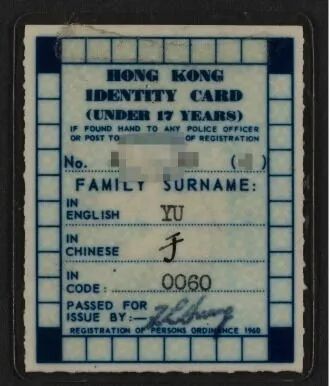 HONG KONG
IDENTITY CARD
(UNDER 17 YEARS)
IF FOUND HAND TO ANY POLICE OFFICER
OR POST TO OF REGISTRATION
No. ( )
FAMILY SURNAME:
IN
ENGLISH YU
IN
CHINESE 于
IN
CODE: 0060
PASSED FOR
ISSUE BY:—
REGISTRATION OF PERSONS ORDINANCE 1960